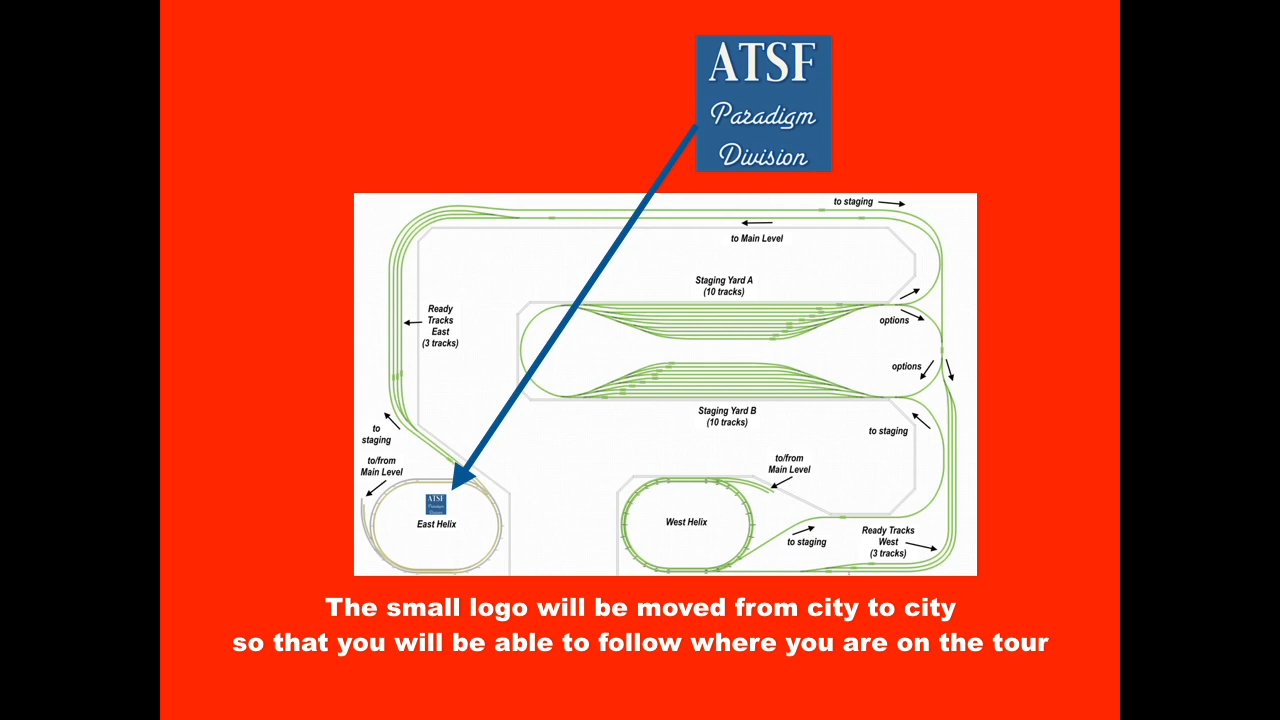 ATSF
Paradigm
Division
to staging
to Main Level
Staging Yard A
(10 tracks)
Ready
Tracks
East
(3 tracks)
options
options
Staging Yard B
(10 tracks)
to
staging
to staging
to/from
Main Level
to/from
Main Level
ATSF
Paradigm
Division
East Helix
West Helix
to staging
Ready Tracks
West
(3 tracks)
The small logo will be moved from city to city
so that you will be able to follow where you are on the tour